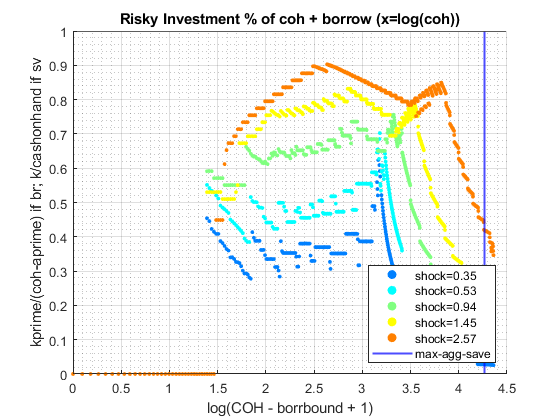 Risky Investment % of coh + borrow (x=log(coh))
kprime/(coh-aprime) if br; k/cashonhand if sv
1
0.9
0.8
0.7
0.6
0.5
0.4
0.3
0.2
0.1
0
0 0.5 1 1.5 2 2.5 3 3.5 4 4.5
log(COH - borrbound + 1)
shock=0.35
shock=0.53
shock=0.94
shock=1.45
shock=2.57
max-agg-save